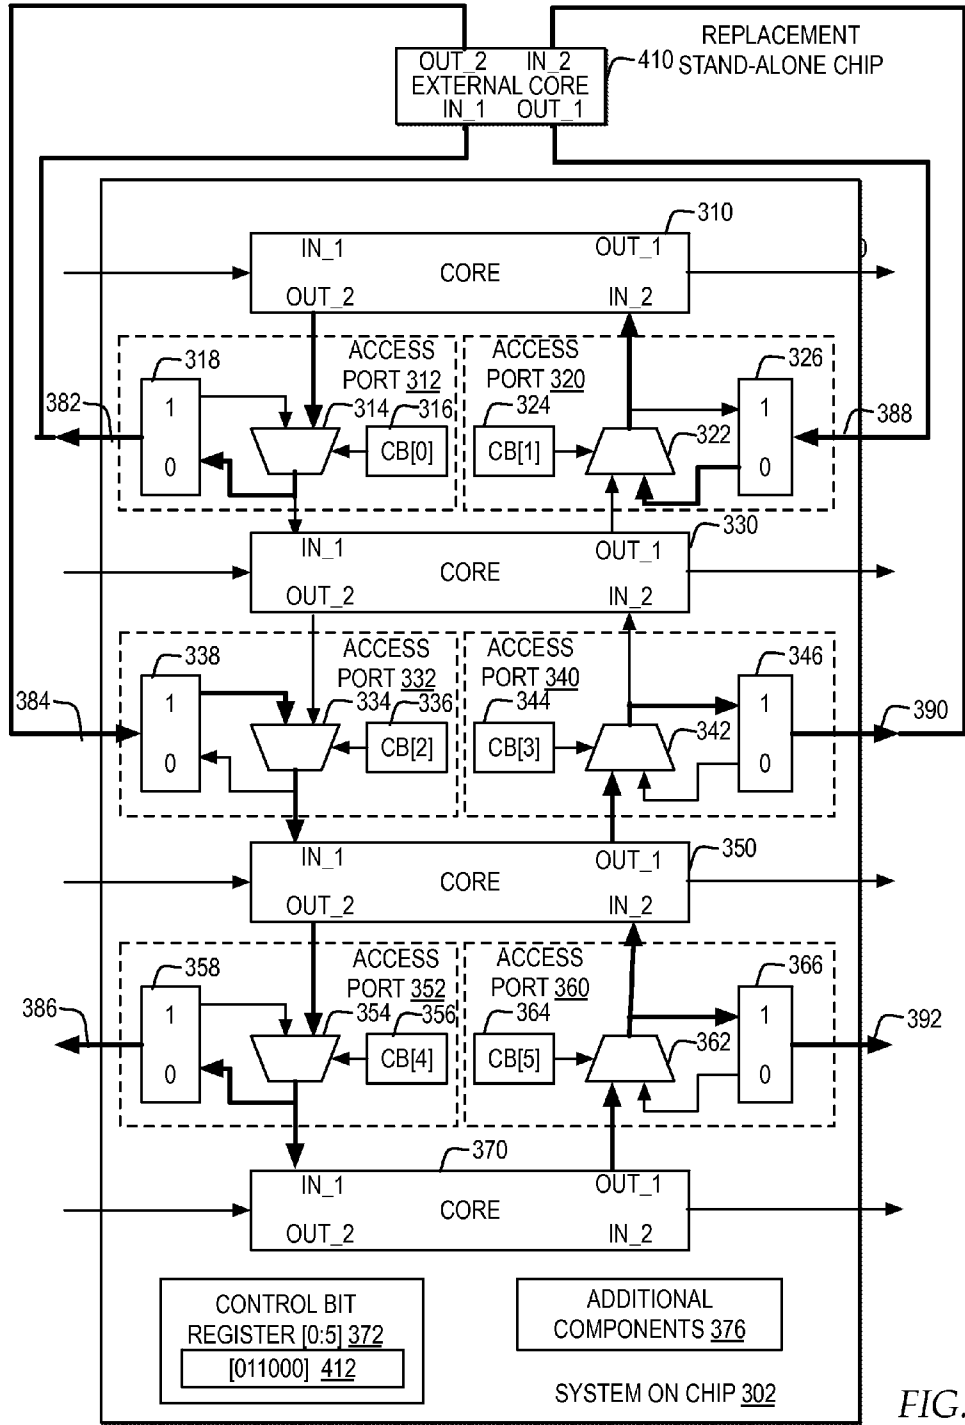 REPLACEMENT
STAND-ALONE CHIP
OUT_2 IN_2
EXTERNAL CORE
IN_1 OUT_1
410
310
IN_1 OUT_1
CORE
OUT_2 IN_2
318
ACCESS
PORT 312
ACCESS
PORT 320
326
382
1
314 316
324
1
388
CB[0]
CB[1]
322
0
0
330
IN_1 OUT_1
CORE
OUT_2 IN_2
338
ACCESS
PORT 332
ACCESS
PORT 340
346
384
1
334 336
344
1
390
CB[2]
CB[3]
342
0
0
350
IN_1 OUT_1
CORE
OUT_2 IN_2
358
ACCESS
PORT 352
ACCESS
PORT 360
366
386
1
354 356
364
1
392
CB[4]
CB[5]
362
0
0
370
IN_1 OUT_1
CORE
OUT_2 IN_2
CONTROL BIT
REGISTER [0:5] 372
[011000] 412
ADDITIONAL
COMPONENTS 376
SYSTEM ON CHIP 302
FIG.